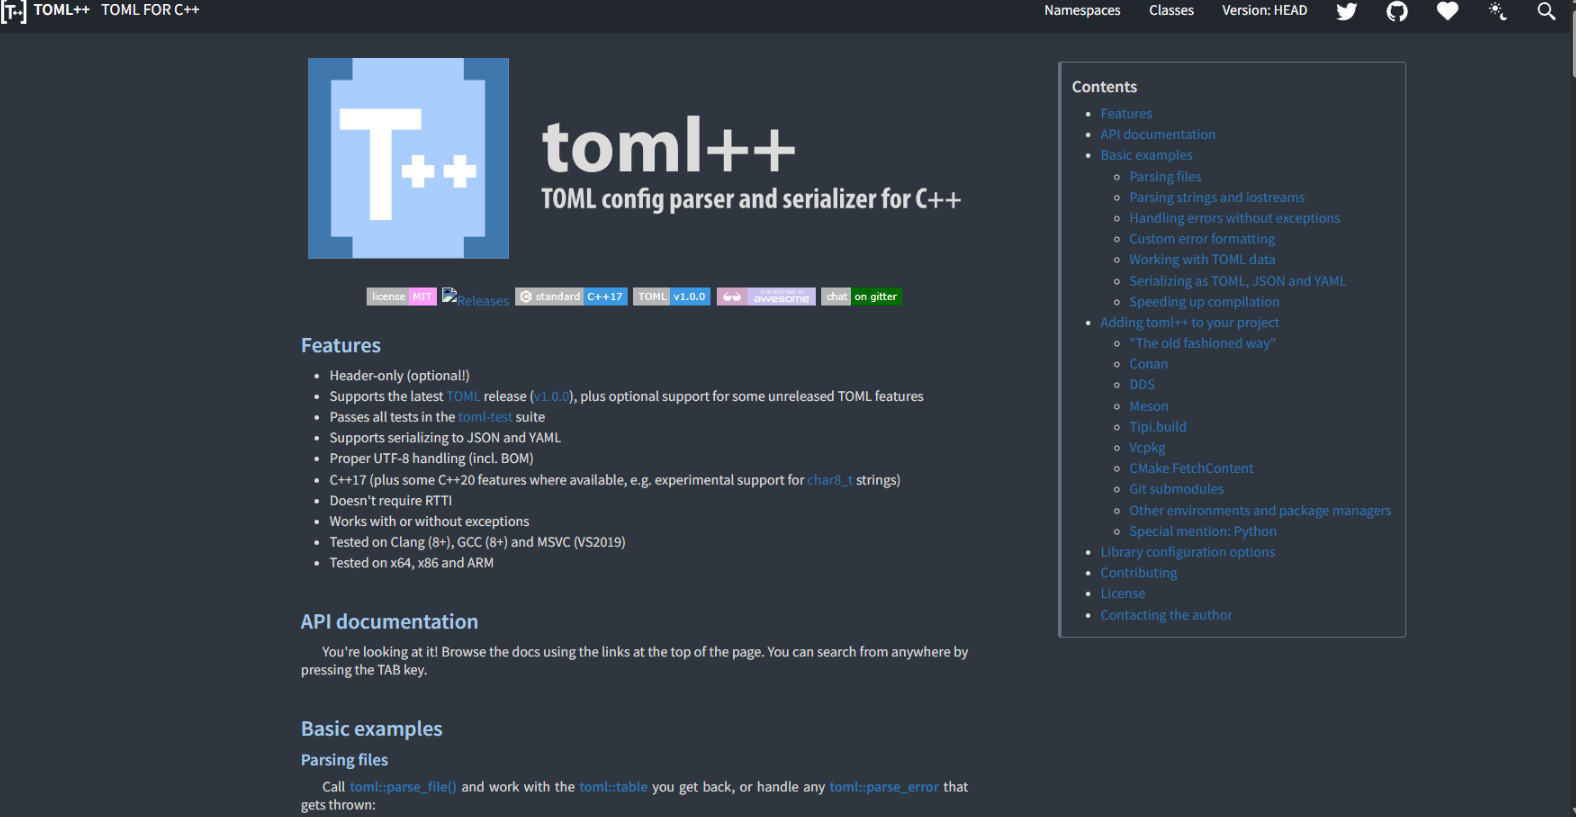 [T++] TOML++ TOML FOR C++ Namespaces Classes Version: HEAD
T++
toml++
TOML config parser and serializer for C++
license MIT Releases standard C++17 TOML v1.0.0 mentioned in awesome chat on gitter
Features
Header-only (optional!)
Supports the latest TOML release (v1.0.0), plus optional support for some unreleased TOML features
Passes all tests in the toml-test suite
Supports serializing to JSON and YAML
Proper UTF-8 handling (incl. BOM)
C++17 (plus some C++20 features where available, e.g. experimental support for char8_t strings)
Doesn't require RTTI
Works with or without exceptions
Tested on Clang (8+), GCC (8+) and MSVC (VS2019)
Tested on x64, x86 and ARM
API documentation
You're looking at it! Browse the docs using the links at the top of the page. You can search from anywhere by
pressing the TAB key.
Basic examples
Parsing files
Call toml::parse_file() and work with the toml::table you get back, or handle any toml::parse_error that
gets thrown:
Contents
Features
API documentation
Basic examples
Parsing files
Parsing strings and iostreams
Handling errors without exceptions
Custom error formatting
Working with TOML data
Serializing as TOML, JSON and YAML
Speeding up compilation
Adding toml++ to your project
"The old fashioned way"
Conan
DDS
Meson
Tipi.build
Vcpkg
CMake FetchContent
Git submodules
Other environments and package managers
Special mention: Python
Library configuration options
Contributing
License
Contacting the author